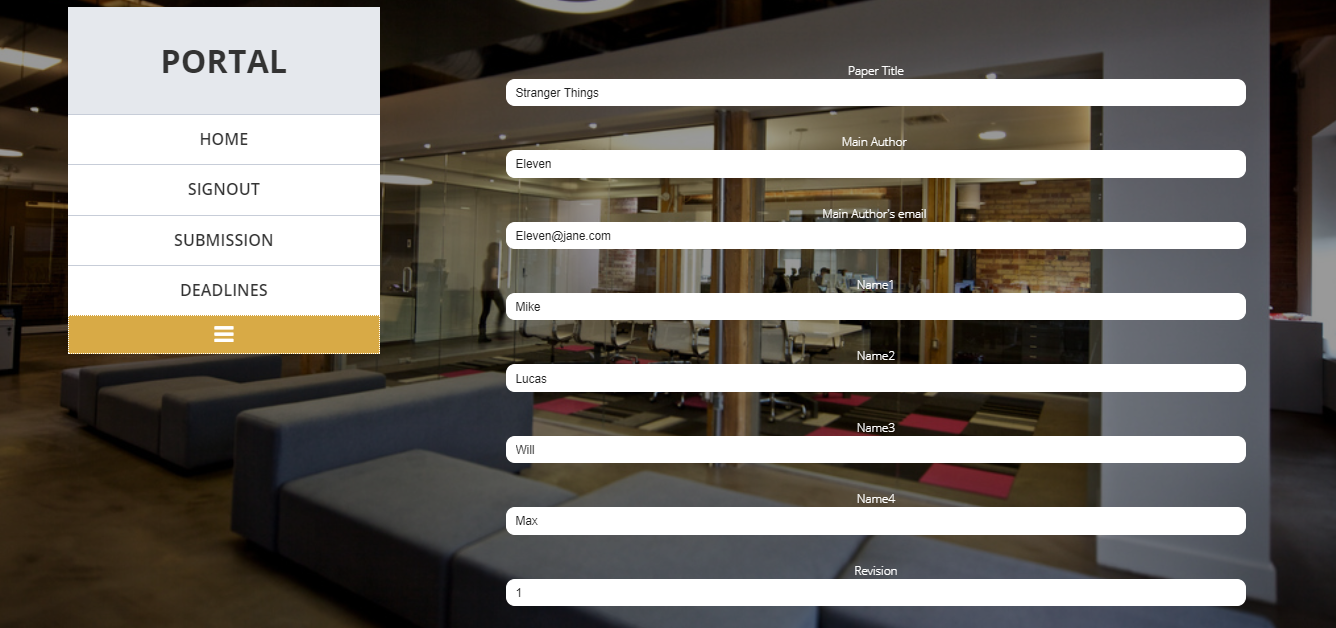 PORTAL
HOME
SIGNOUT
SUBMISSION
DEADLINES
Paper Title
Stranger Things
Main Author
Eleven
Main Author's email
Eleven@jane.com
Name1
Mike
Name2
Lucas
Name3
Will
Name4
Max
Revision
1